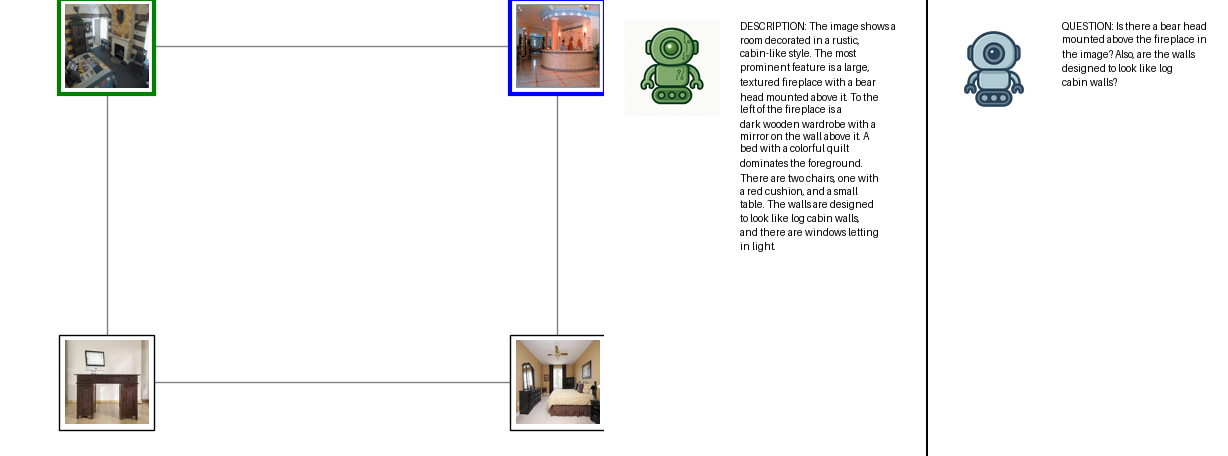 DESCRIPTION: The image shows a
room decorated in a rustic,
cabin-like style. The most
prominent feature is a large,
textured fireplace with a bear
head mounted above it. To the
left of the fireplace is a
dark wooden wardrobe with a
mirror on the wall above it. A
bed with a colorful quilt
dominates the foreground.
There are two chairs, one with
a red cushion, and a small
table. The walls are designed
to look like log cabin walls,
and there are windows letting
in light.
QUESTION: Is there a bear head
mounted above the fireplace in
the image? Also, are the walls
designed to look like log
cabin walls?